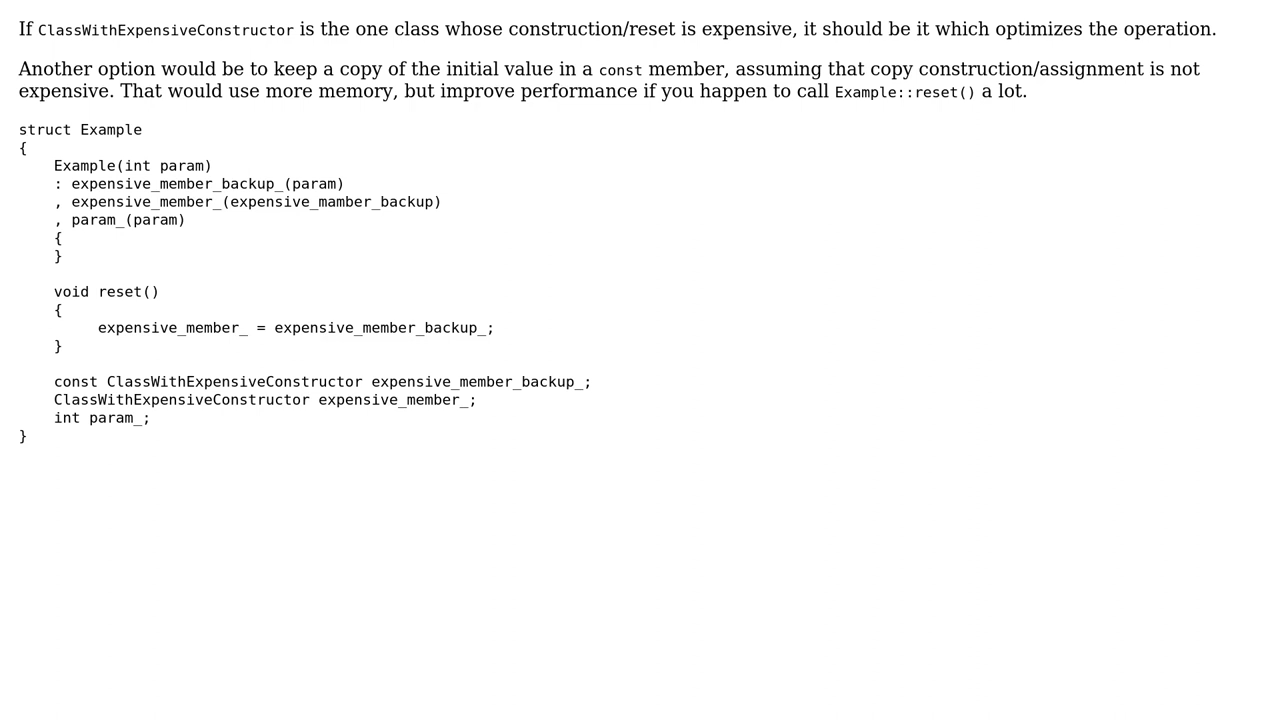 If ClassWithExpensiveConstructor is the one class whose construction/reset is expensive, it should be it which optimizes the operation.
Another option would be to keep a copy of the initial value in a const member, assuming that copy construction/assignment is not
expensive. That would use more memory, but improve performance if you happen to call Example::reset() a lot.
struct Example
{
    Example(int param)
    : expensive_member_backup_(param)
    , expensive_member_(expensive_mamber_backup)
    , param_(param)
    {
    }

    void reset()
    {
         expensive_member_ = expensive_member_backup_;
    }

    const ClassWithExpensiveConstructor expensive_member_backup_;
    ClassWithExpensiveConstructor expensive_member_;
    int param_;
}